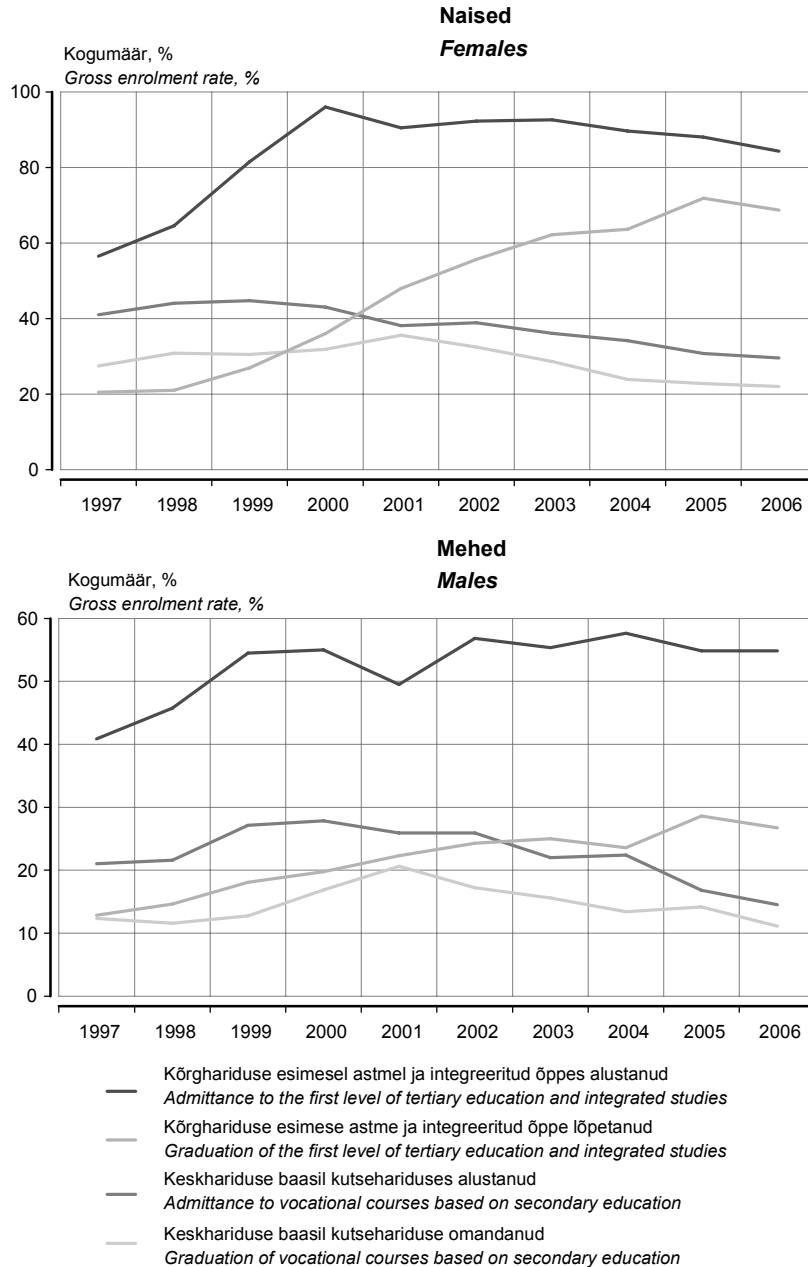 Naised
Females
Kogumäär, %
Gross enrolment rate, %
100
80
60
40
20
0
1997 1998 1999 2000 2001 2002 2003 2004 2005 2006
Mehed
Males
Kogumäär, %
Gross enrolment rate, %
60
50
40
30
20
10
0
1997 1998 1999 2000 2001 2002 2003 2004 2005 2006
Kõrghariduse esimesel astmel ja integreeritud õppes alustanud
Admittance to the first level of tertiary education and integrated studies
Kõrghariduse esimese astme ja integreeritud õppe lõpetanud
Graduation of the first level of tertiary education and integrated studies
Keskhariduse baasil kutsehariduses alustanud
Admittance to vocational courses based on secondary education
Keskhariduse baasil kutsehariduse omandanud
Graduation of vocational courses based on secondary education